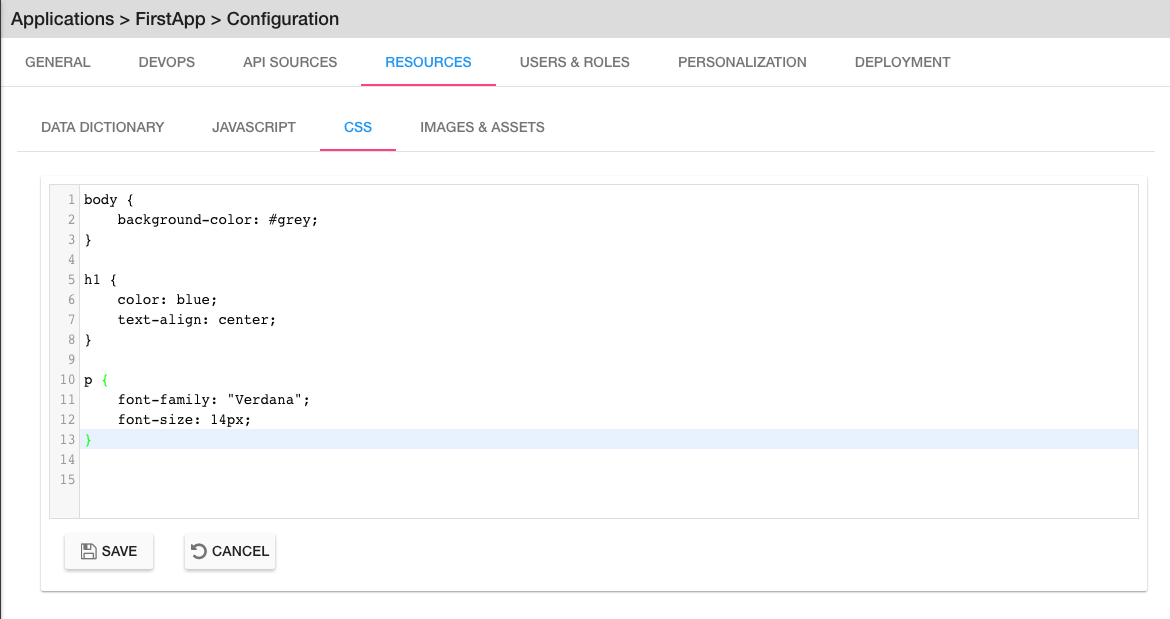 Applications > FirstApp > Configuration
GENERAL DEVOPS API SOURCES RESOURCES USERS & ROLES PERSONALIZATION DEPLOYMENT
DATA DICTIONARY JAVASCRIPT CSS IMAGES & ASSETS
1 body {
2     background-color: #grey;
3 }
4
5 h1 {
6     color: blue;
7     text-align: center;
8 }
9
10 p {
11     font-family: "Verdana";
12     font-size: 14px;
13 }
14
15
SAVE CANCEL